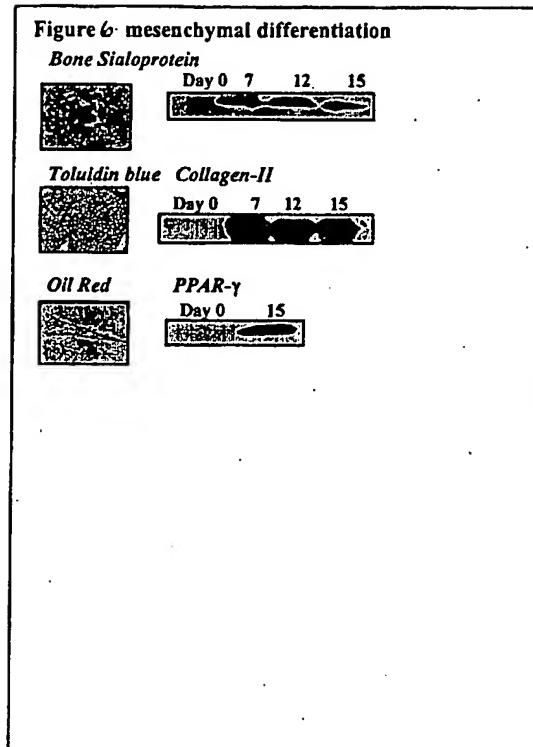 Figure 6· mesenchymal differentiation
Bone Sialoprotein
Day 0 7 12 15
Toluidin blue Collagen-II
Day 0 7 12 15
Oil Red PPAR-γ
Day 0 15